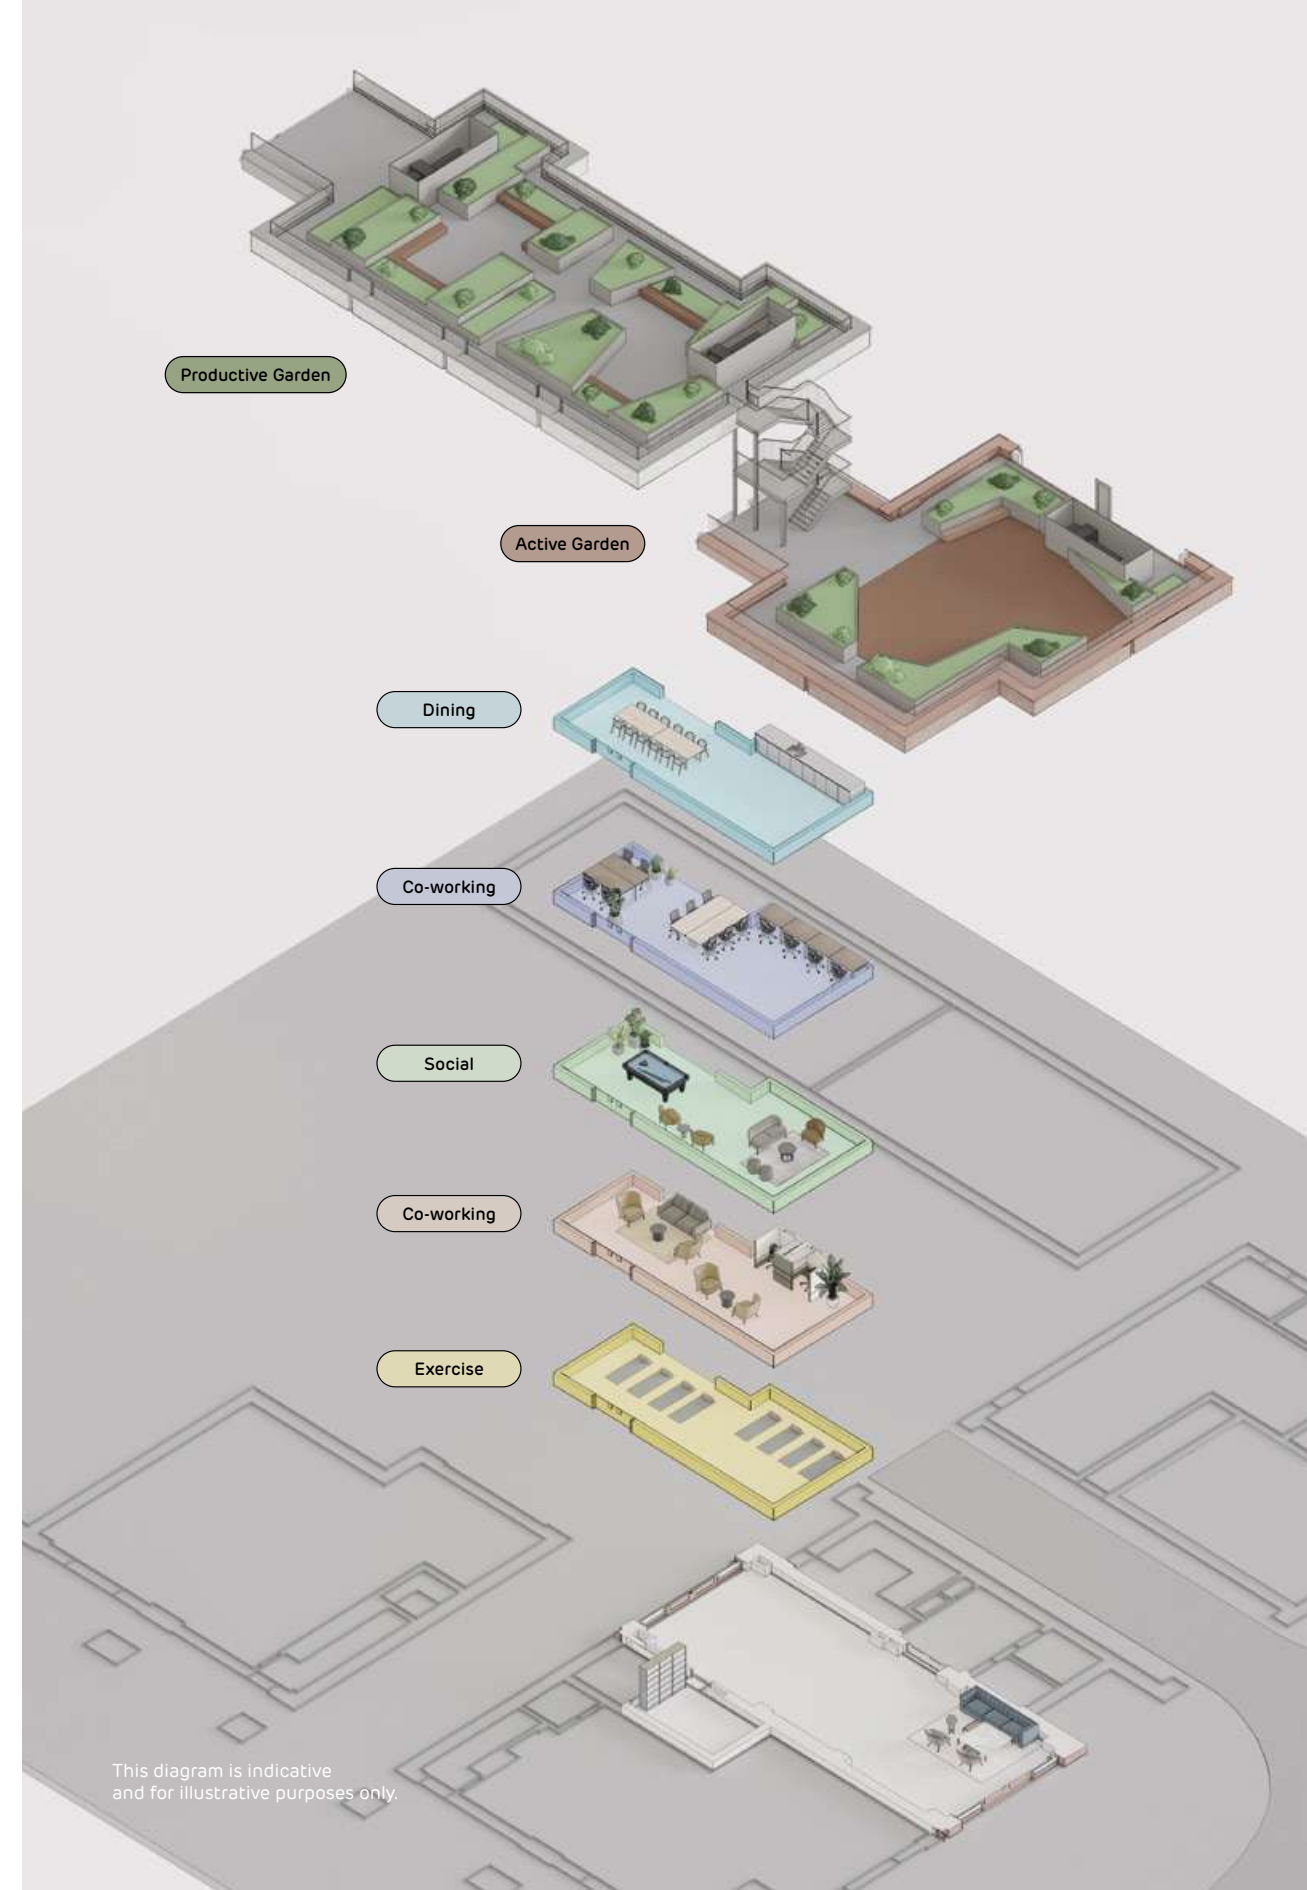 Productive Garden
Active Garden
Dining
Co-working
Social
Co-working
Exercise
This diagram is indicative
and for illustrative purposes only.